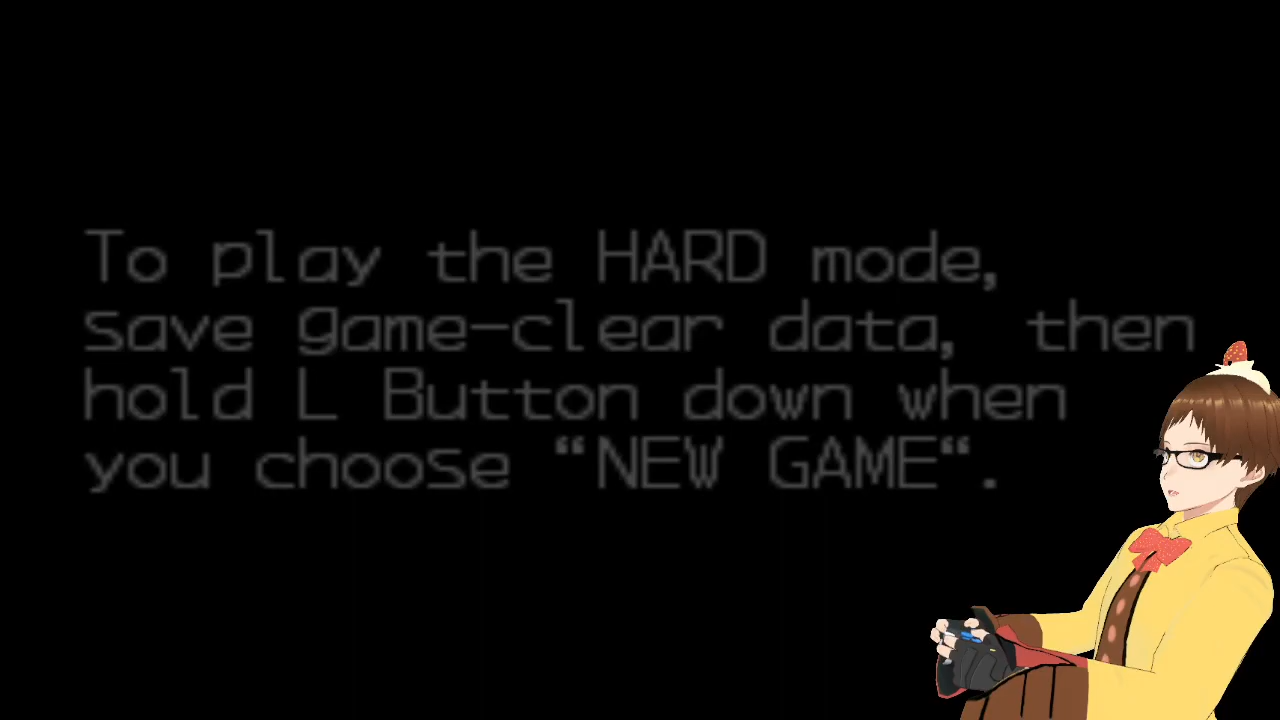 To play the HARD mode,
save game-clear data, then
hold L Button down when
you choose “NEW GAME“.